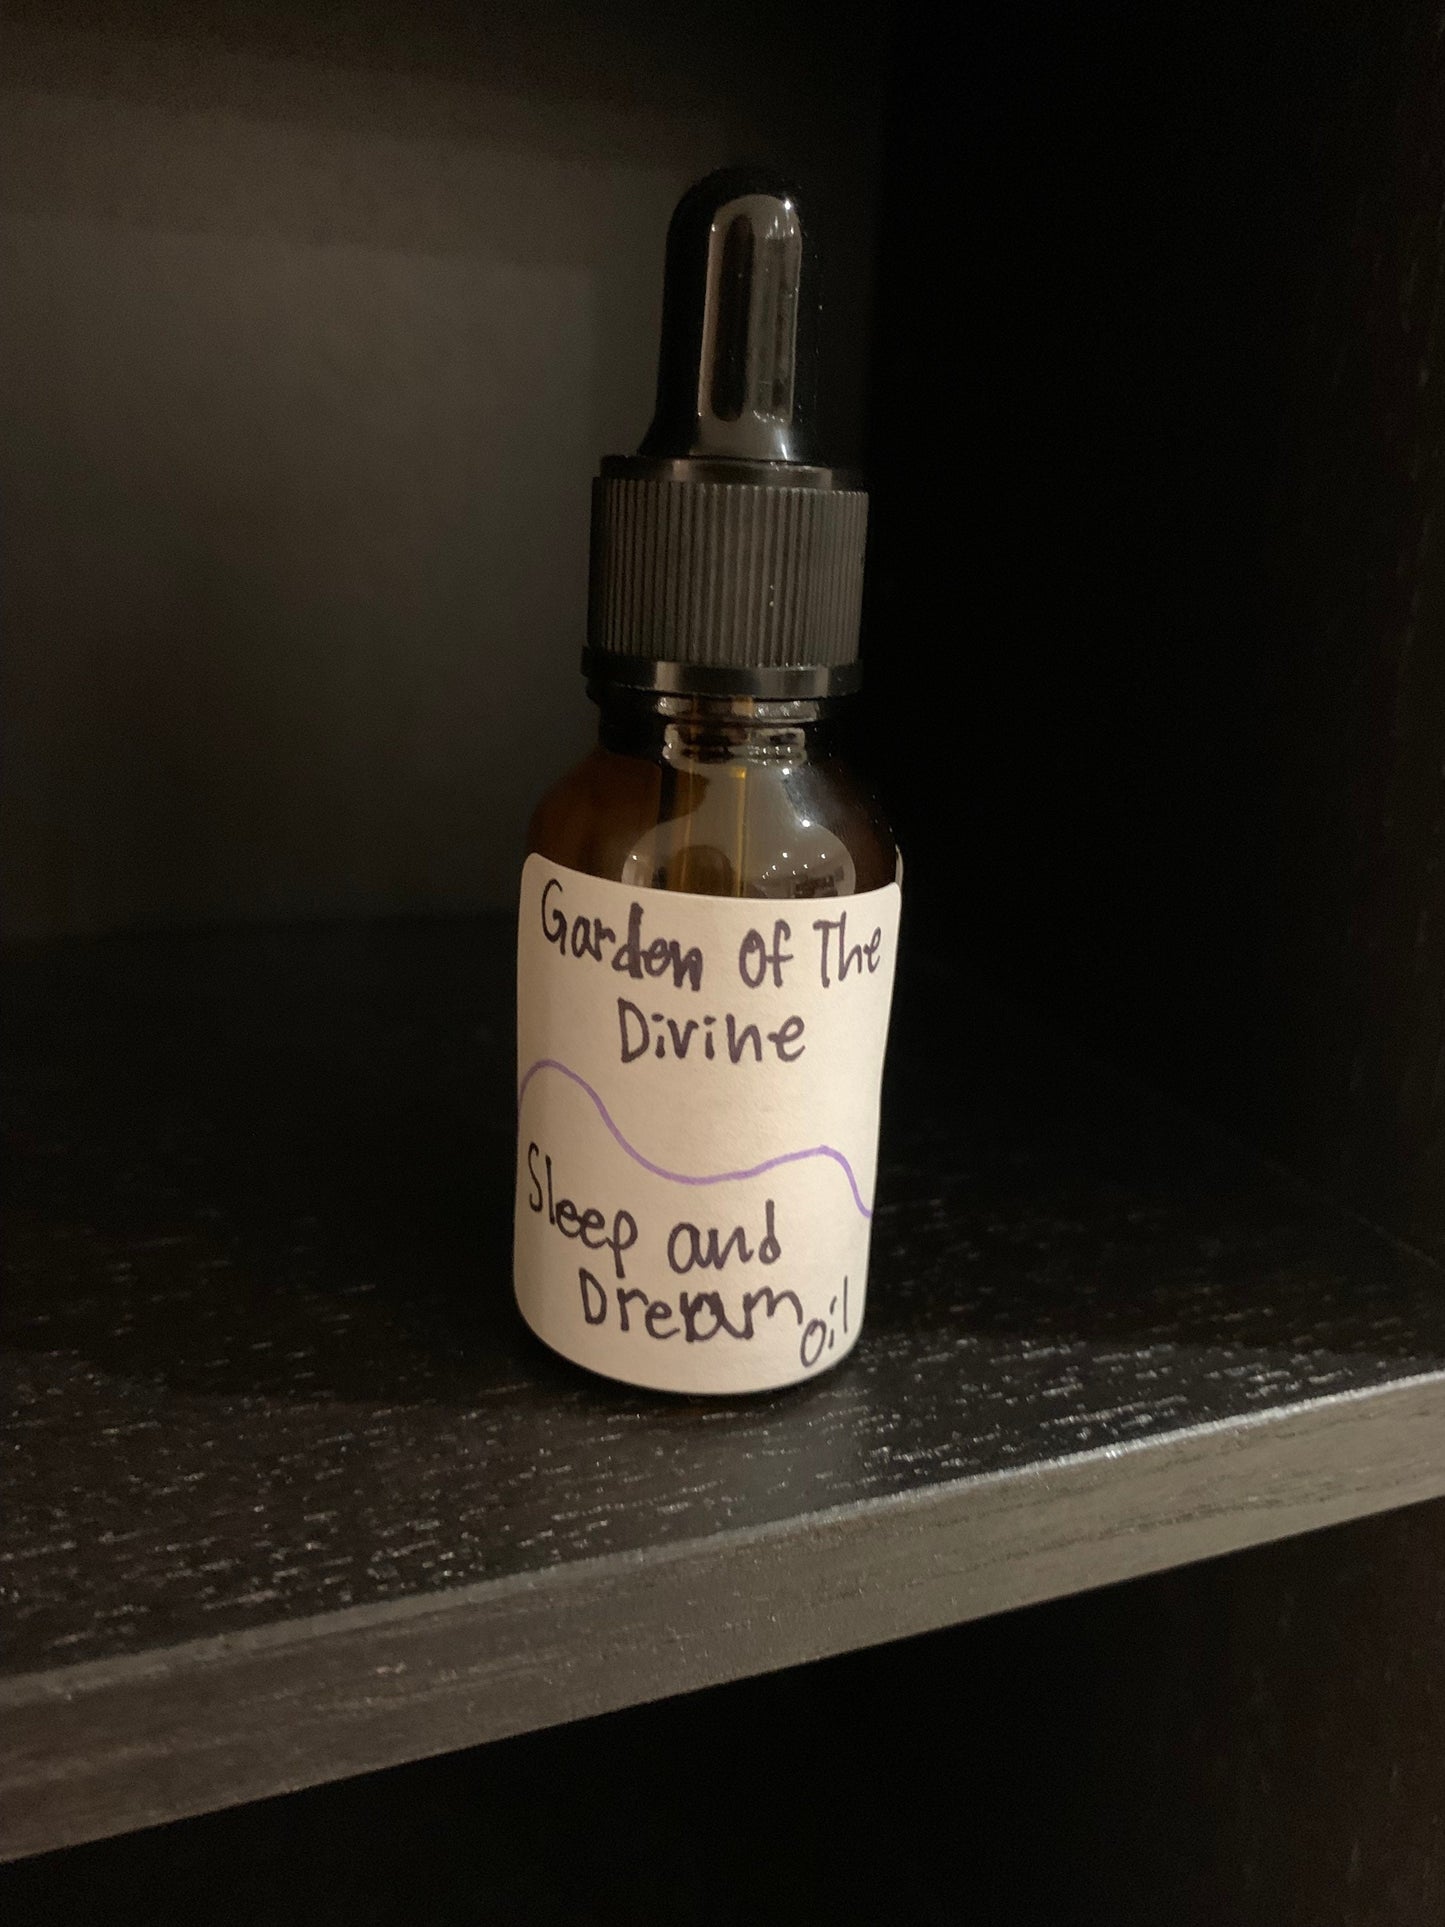 Garden Of The
Divine
Sleep and
Dream oil